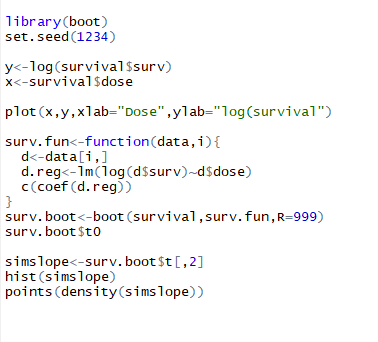 library(boot)
set.seed(1234)
y<-log(survival$surv)
x<-survival$dose
plot(x,y,xlab="Dose",ylab="log(survival")
surv.fun<-function(data,i){
  d<-data[i,]
  d.reg<-lm(log(d$surv)~d$dose)
  c(coef(d.reg))
}
surv.boot<-boot(survival,surv.fun,R=999)
surv.boot$t0
simslope<-surv.boot$t[,2]
hist(simslope)
points(density(simslope))